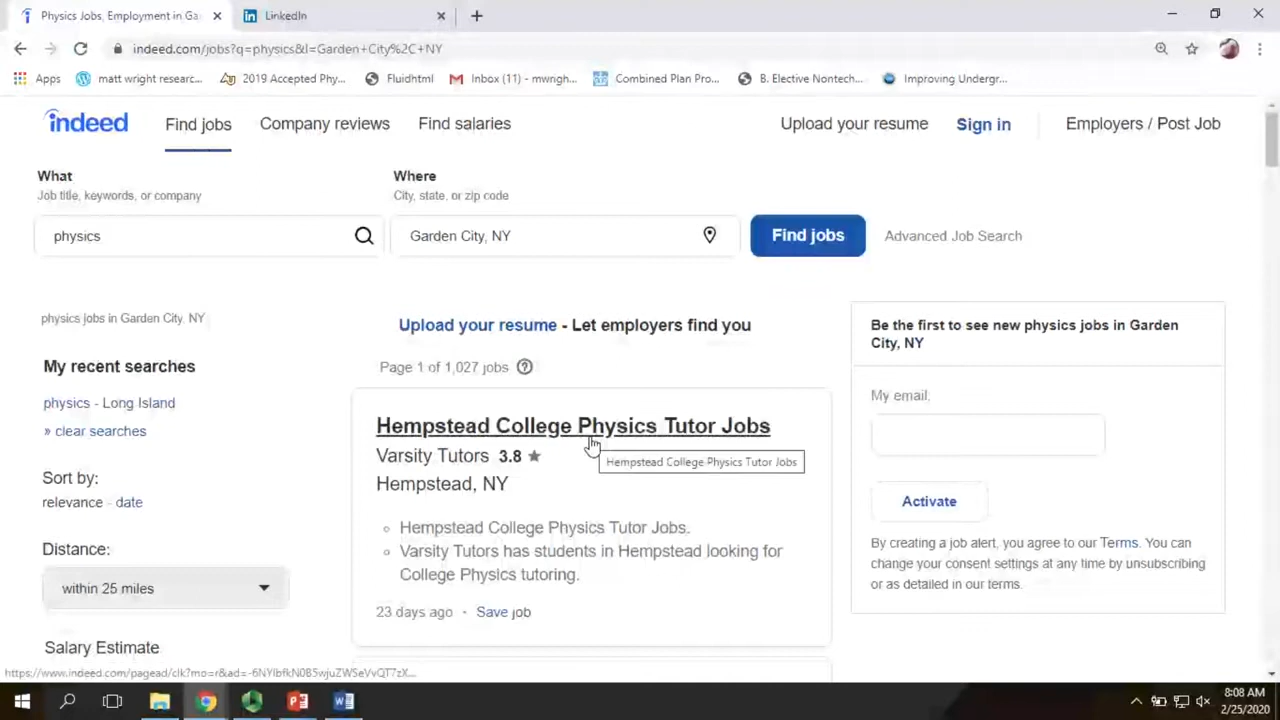 Physics Jobs, Employment in Ga
LinkedIn
indeed.com/jobs?q=physics&l=Garden+City%2C+NY
Apps
matt wright researc...
2019 Accepted Phy...
Fluidhtml
Inbox (11) - mwngh...
Combined Plan Pro...
B. Elective Nontech...
Improving Undergr...
indeed
Find jobs
Company reviews
Find salaries
Upload your resume
Sign in
Employers / Post Job
What
Job title, keywords, or company
Where
City, state, or zip code
physics
Garden City, NY
Find jobs
Advanced Job Search
physics jobs in Garden City, NY
My recent searches
physics - Long Island
» clear searches
Sort by:
relevance - date
Distance:
within 25 miles
Salary Estimate
Upload your resume - Let employers find you
Page 1 of 1,027 jobs
Hempstead College Physics Tutor Jobs
Varsity Tutors 3.8 ★
Hempstead College Physics Tutor Jobs
Hempstead, NY
Hempstead College Physics Tutor Jobs.
Varsity Tutors has students in Hempstead looking for
College Physics tutoring.
23 days ago - Save job
Be the first to see new physics jobs in Garden
City, NY
My email:
Activate
By creating a job alert, you agree to our Terms. You can
change your consent settings at any time by unsubscribing
or as detailed in our terms.
8:08 AM
2/25/2020